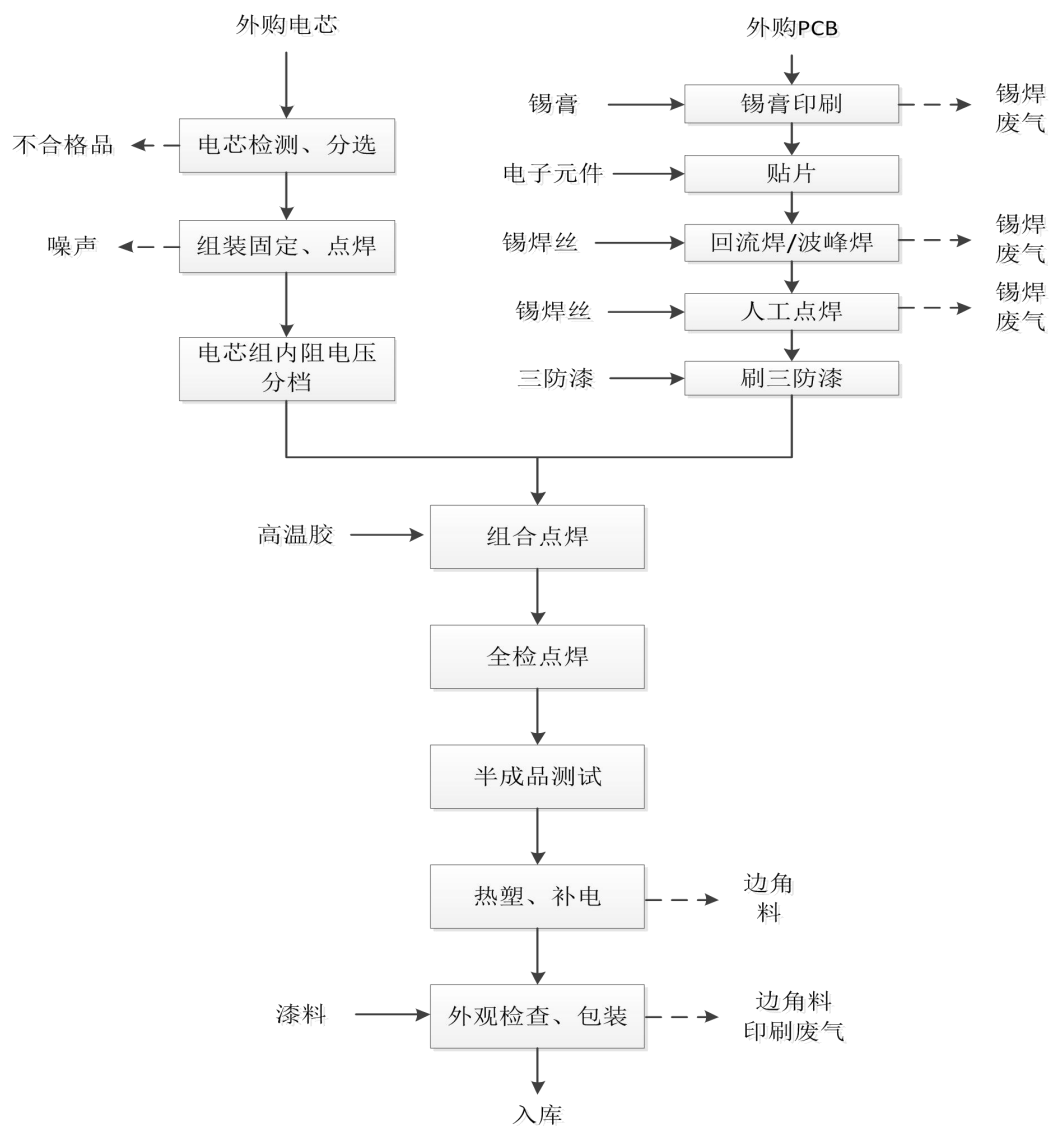 外购电芯
外购PCB
锡膏
锡膏印刷
锡焊
废气
不合格品
电芯检测、分选
电子元件
贴片
噪声
组装固定、点焊
锡焊丝
回流焊/波峰焊
锡焊
废气
锡焊丝
人工点焊
锡焊
废气
电芯组内阻电压
分档
三防漆
刷三防漆
高温胶
组合点焊
全检点焊
半成品测试
热塑、补电
边角
料
漆料
外观检查、包装
边角料
印刷废气
入库